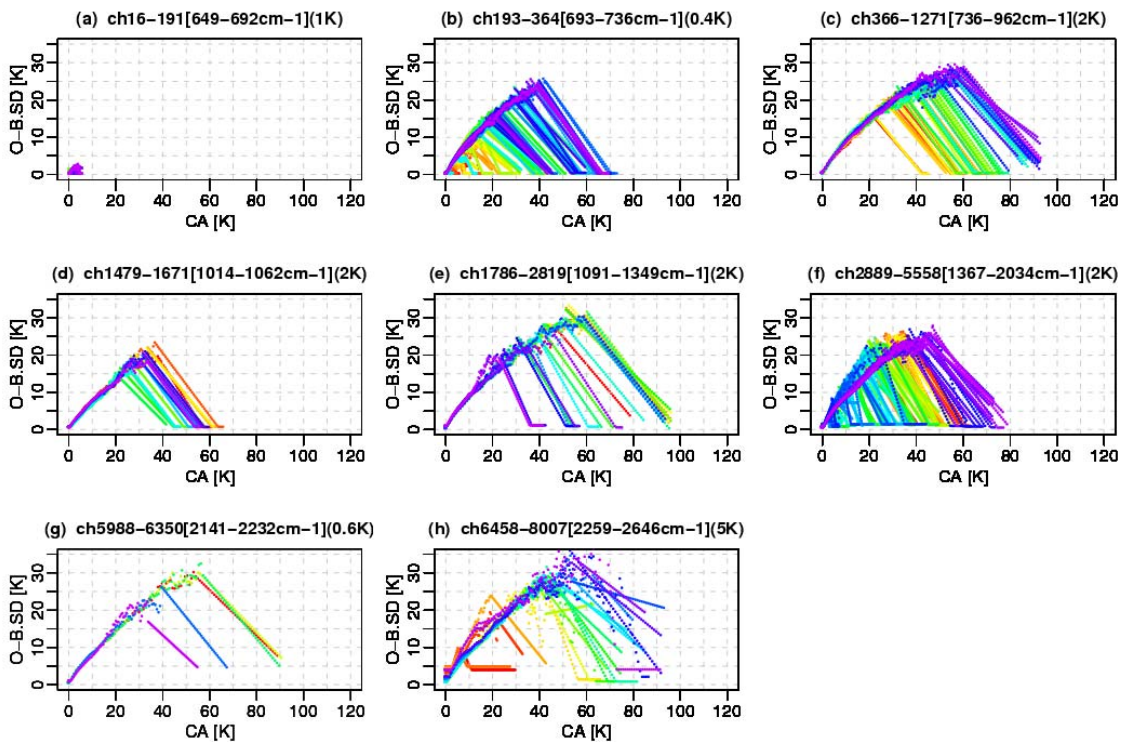 (a) ch16−191[649−692cm−1](1K) (b) ch193−364[693−736cm−1](0.4K) (c) ch366−1271[736−962cm−1](2K)
O−B.SD [K] O−B.SD [K] O−B.SD [K]
30 30 30
20 20 20
10 10 10
0 0 0
0 20 40 60 80 100 120 0 20 40 60 80 100 120 0 20 40 60 80 100 120
CA [K] CA [K] CA [K]
(d) ch1479−1671[1014−1062cm−1](2K) (e) ch1786−2819[1091−1349cm−1](2K) (f) ch2889−5558[1367−2034cm−1](2K)
O−B.SD [K] O−B.SD [K] O−B.SD [K]
30 30 30
20 20 20
10 10 10
0 0 0
0 20 40 60 80 100 120 0 20 40 60 80 100 120 0 20 40 60 80 100 120
CA [K] CA [K] CA [K]
(g) ch5988−6350[2141−2232cm−1](0.6K) (h) ch6458−8007[2259−2646cm−1](5K)
O−B.SD [K] O−B.SD [K]
30 30
20 20
10 10
0 0
0 20 40 60 80 100 120 0 20 40 60 80 100 120
CA [K] CA [K]